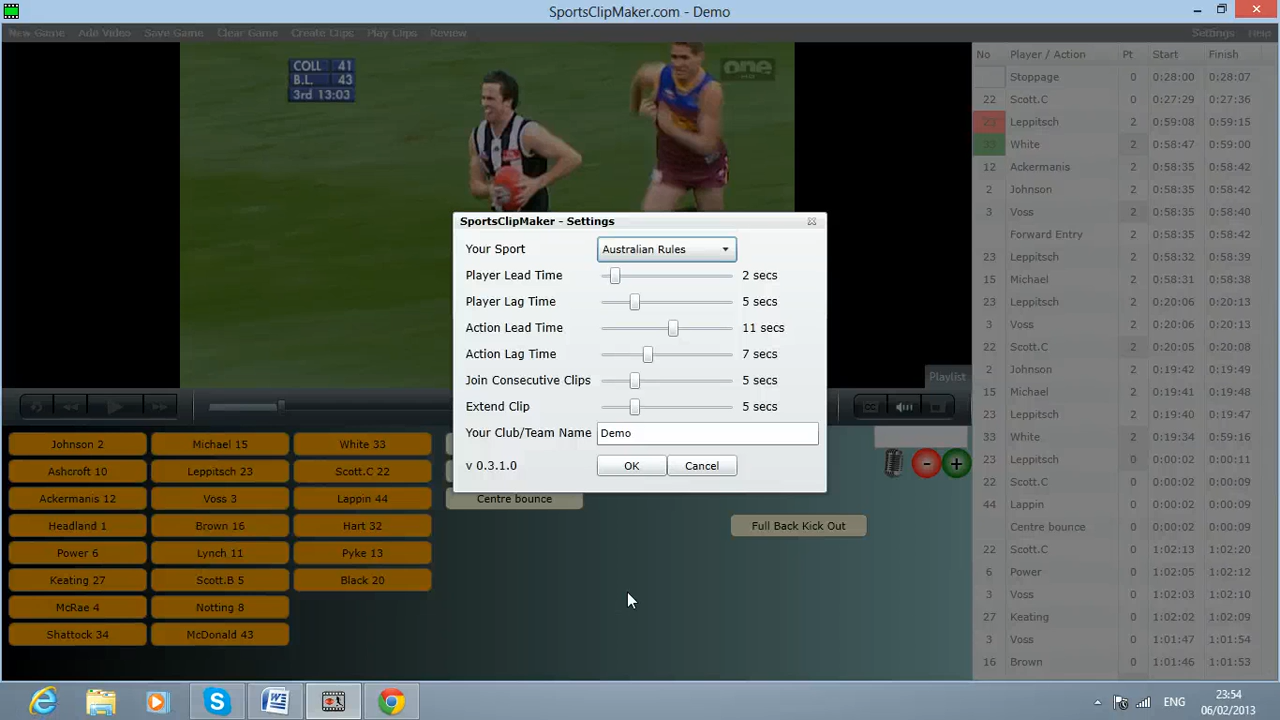 SportsClipMaker.com - Demo
New Game Add Video Save Game Clear Game Create Clips Play Clips Review Settings Help
COLL 41
B.L. 43
3rd 13:03
one
No Player / Action Pt Start Finish
Stoppage 0 0:28:00 0:28:07
22 Scott.C 0 0:27:29 0:27:36
23 Leppitsch 2 0:59:08 0:59:15
33 White 2 0:58:47 0:59:00
12 Ackermanis 2 0:58:35 0:58:42
2 Johnson 2 0:58:35 0:58:42
3 Voss 2 0:58:35 0:58:42
Forward Entry 2 0:58:35 0:58:42
23 Leppitsch 2 0:58:32 0:58:39
15 Michael 2 0:58:31 0:58:38
23 Leppitsch 2 0:20:06 0:20:13
3 Voss 2 0:20:06 0:20:13
22 Scott.C 2 0:20:05 0:20:08
2 Johnson 2 0:19:42 0:19:49
15 Michael 2 0:19:41 0:19:48
23 Leppitsch 2 0:19:40 0:19:47
33 White 2 0:19:34 0:19:36
23 Leppitsch 0 0:00:03 0:00:11
22 Scott.C 0 0:00:02 0:00:09
44 Lappin 0 0:00:02 0:00:09
Centre bounce 0 0:00:02 0:00:09
22 Scott.C 0 1:02:13 1:02:20
6 Power 0 1:02:05 1:02:12
3 Voss 0 1:02:03 1:02:10
27 Keating 0 1:02:02 1:02:09
3 Voss 0 1:01:47 1:01:54
16 Brown 0 1:01:46 1:01:53
SportsClipMaker - Settings
Your Sport Australian Rules
Player Lead Time 2 secs
Player Lag Time 5 secs
Action Lead Time 11 secs
Action Lag Time 7 secs
Join Consecutive Clips 5 secs
Extend Clip 5 secs
Your Club/Team Name Demo
v 0.3.1.0 OK Cancel
Playlist
CC
Johnson 2 Michael 15 White 33
Ashcroft 10 Leppitsch 23 Scott.C 22
Ackermanis 12 Voss 3 Lappin 44 Centre bounce
Headland 1 Brown 16 Hart 32 Full Back Kick Out
Power 6 Lynch 11 Pyke 13
Keating 27 Scott.B 5 Black 20
McRae 4 Notting 8
Shattock 34 McDonald 43
ENG 23:54
06/02/2013